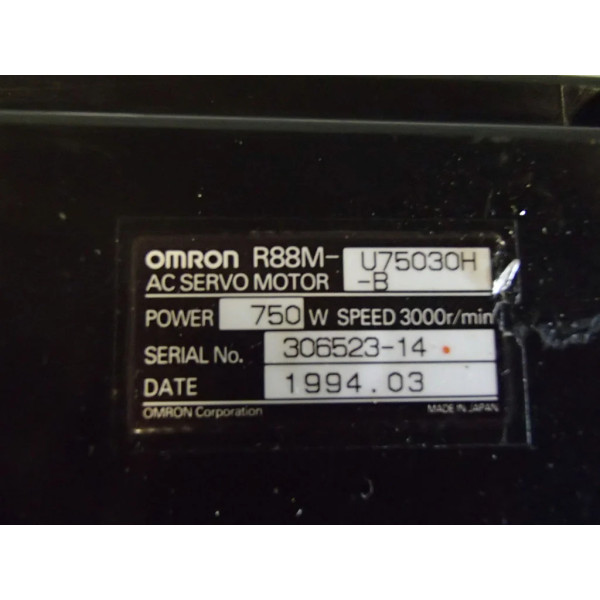 OMRON R88M- U75030H
AC SERVO MOTOR -B
POWER 750 W SPEED 3000r/min
SERIAL No. 306523-14
DATE 1994.03
OMRON Corporation MADE IN JAPAN